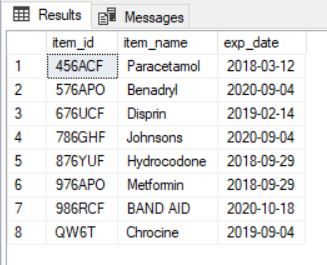 Results Messages
item_id item_name exp_date
1 456ACF Paracetamol 2018-03-12
2 576APO Benadryl 2020-09-04
3 676UCF Disprin 2019-02-14
4 786GHF Johnsons 2020-09-04
5 876YUF Hydrocodone 2018-09-29
6 976APO Metformin 2018-09-29
7 986RCF BAND AID 2020-10-18
8 QW6T Chrocine 2019-09-04